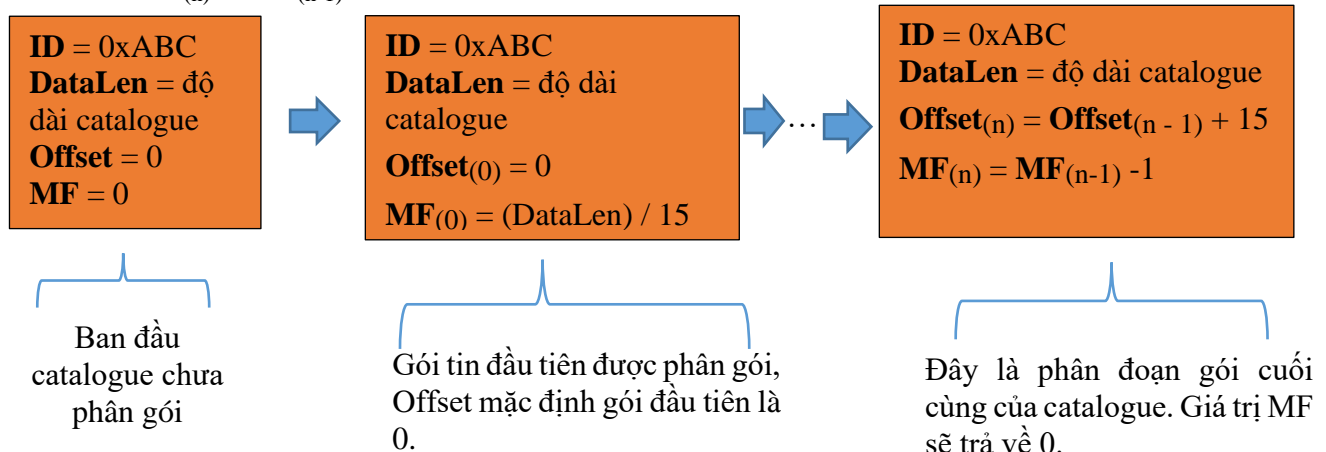 (n) (n-1)
ID = 0xABC
DataLen = độ
dài catalogue
Offset = 0
MF = 0
ID = 0xABC
DataLen = độ dài
catalogue
Offset(0) = 0
MF(0) = (DataLen) / 15
…
ID = 0xABC
DataLen = độ dài catalogue
Offset(n) = Offset(n - 1) + 15
MF(n) = MF(n-1) -1
Ban đầu
catalogue chưa
phân gói
Gói tin đầu tiên được phân gói,
Offset mặc định gói đầu tiên là
0.
Đây là phân đoạn gói cuối
cùng của catalogue. Giá trị MF
sẽ trả về 0.